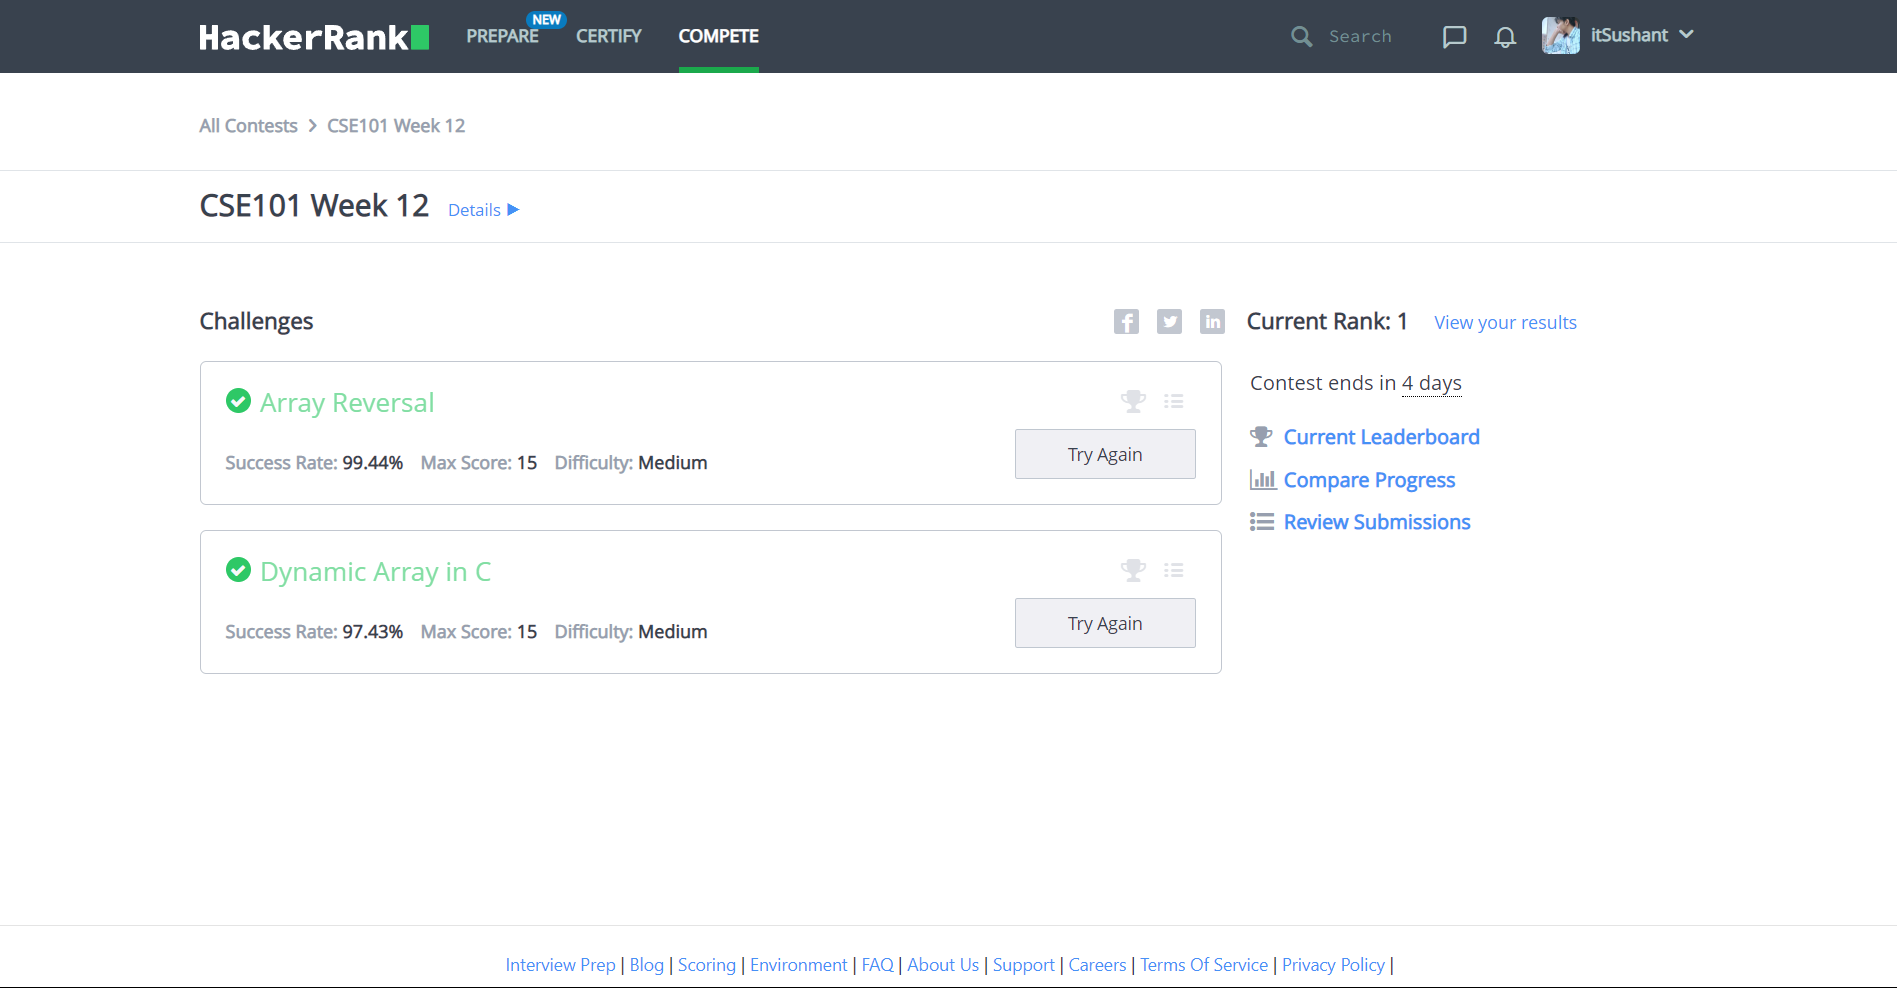 HackerRank PREPARE NEW CERTIFY COMPETE Search itSushant
All Contests CSE101 Week 12
CSE101 Week 12 Details
Challenges
Array Reversal
Success Rate: 99.44% Max Score: 15 Difficulty: Medium
Try Again
Dynamic Array in C
Success Rate: 97.43% Max Score: 15 Difficulty: Medium
Try Again
Current Rank: 1 View your results
Contest ends in 4 days
Current Leaderboard
Compare Progress
Review Submissions
Interview Prep | Blog | Scoring | Environment | FAQ | About Us | Support | Careers | Terms Of Service | Privacy Policy |